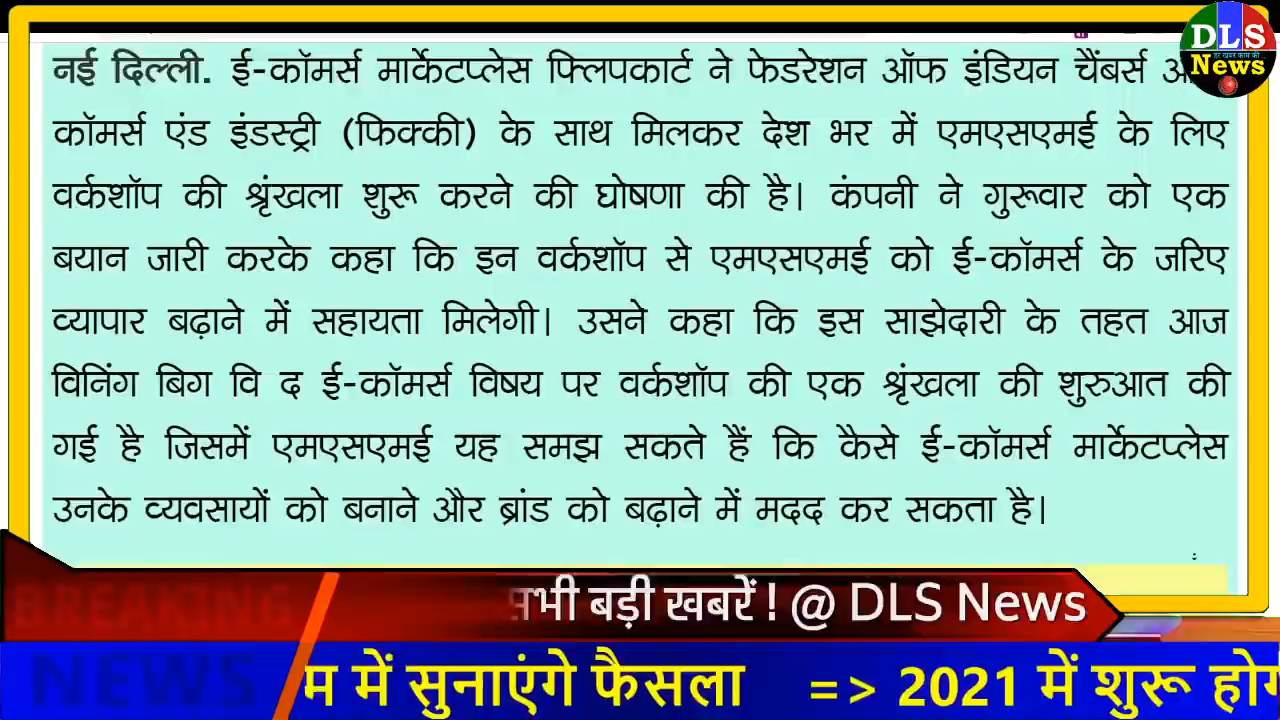 नई दिल्ली. ई-कॉमर्स मार्केटप्लेस फ्लिपकार्ट ने फेडरेशन ऑफ इंडियन चैंबर्स
कॉमर्स एंड इंडस्ट्री (फिक्की) के साथ मिलकर देश भर में एमएसएमई के लिए
वर्कशॉप की श्रृंखला शुरू करने की घोषणा की है। कंपनी ने गुरूवार को एक
बयान जारी करके कहा कि इन वर्कशॉप से एमएसएमई को ई-कॉमर्स के जरिए
व्यापार बढ़ाने में सहायता मिलेगी। उसने कहा कि इस साझेदारी के तहत आज
विनिंग बिग वि द ई-कॉमर्स विषय पर वर्कशॉप की एक श्रृंखला की शुरुआत की
गई है जिसमें एमएसएमई यह समझ सकते हैं कि कैसे ई-कॉमर्स मार्केटप्लेस
उनके व्यवसायों को बनाने और ब्रांड को बढ़ाने में मदद कर सकता है।
DLS
News
BREAKING
NEWS
बड़ी खबरें ! @ DLS News
में सुनाएंगे फैसला => 2021 में शुरू